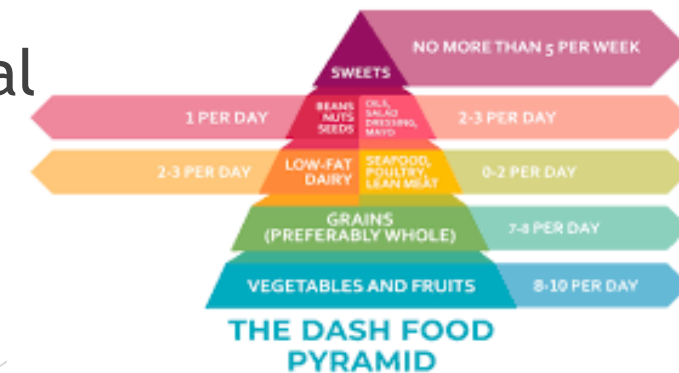 al
NO MORE THAN 5 PER WEEK
SWEETS
1 PER DAY
BEANS
NUTS
SEEDS
OILS,
SALAD
DRESSING,
MAYO
2-3 PER DAY
2-3 PER DAY
LOW-FAT
DAIRY
SEAFOOD,
POULTRY,
LEAN MEAT
0-2 PER DAY
GRAINS
(PREFERABLY WHOLE)
7-8 PER DAY
VEGETABLES AND FRUITS
8-10 PER DAY
THE DASH FOOD
PYRAMID